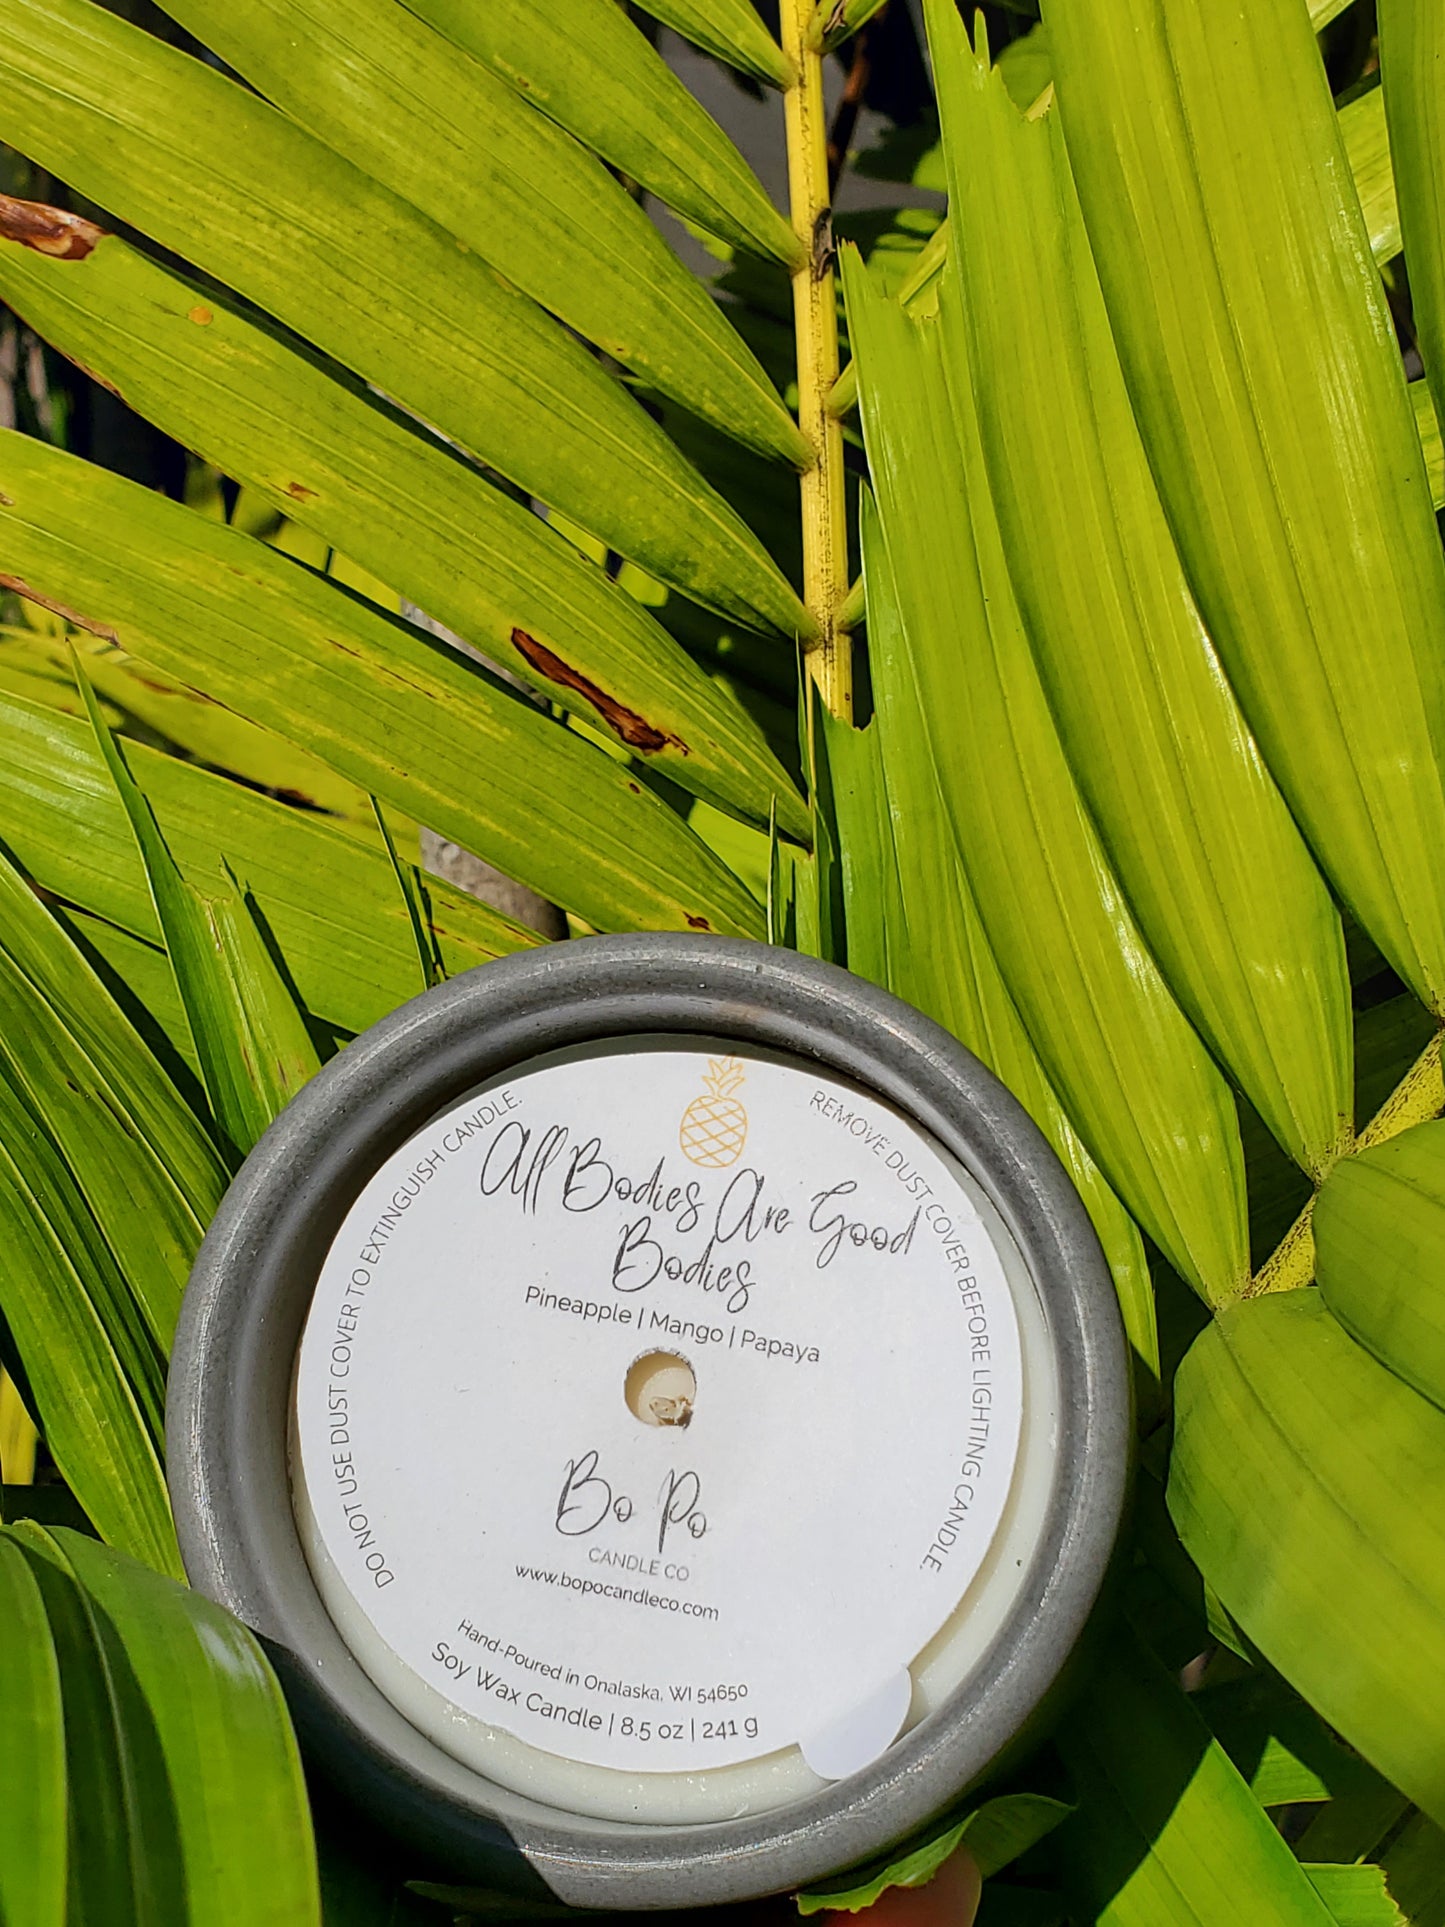 DO NOT USE DUST COVER TO EXTINGUISH CANDLE.
REMOVE DUST COVER BEFORE LIGHTING CANDLE.
All Bodies Are Good
Bodies
Pineapple | Mango | Papaya
Bo Po
CANDLE CO
www.bopocandleco.com
Hand-Poured in Onalaska, WI 54650
Soy Wax Candle | 8.5 oz | 241 g